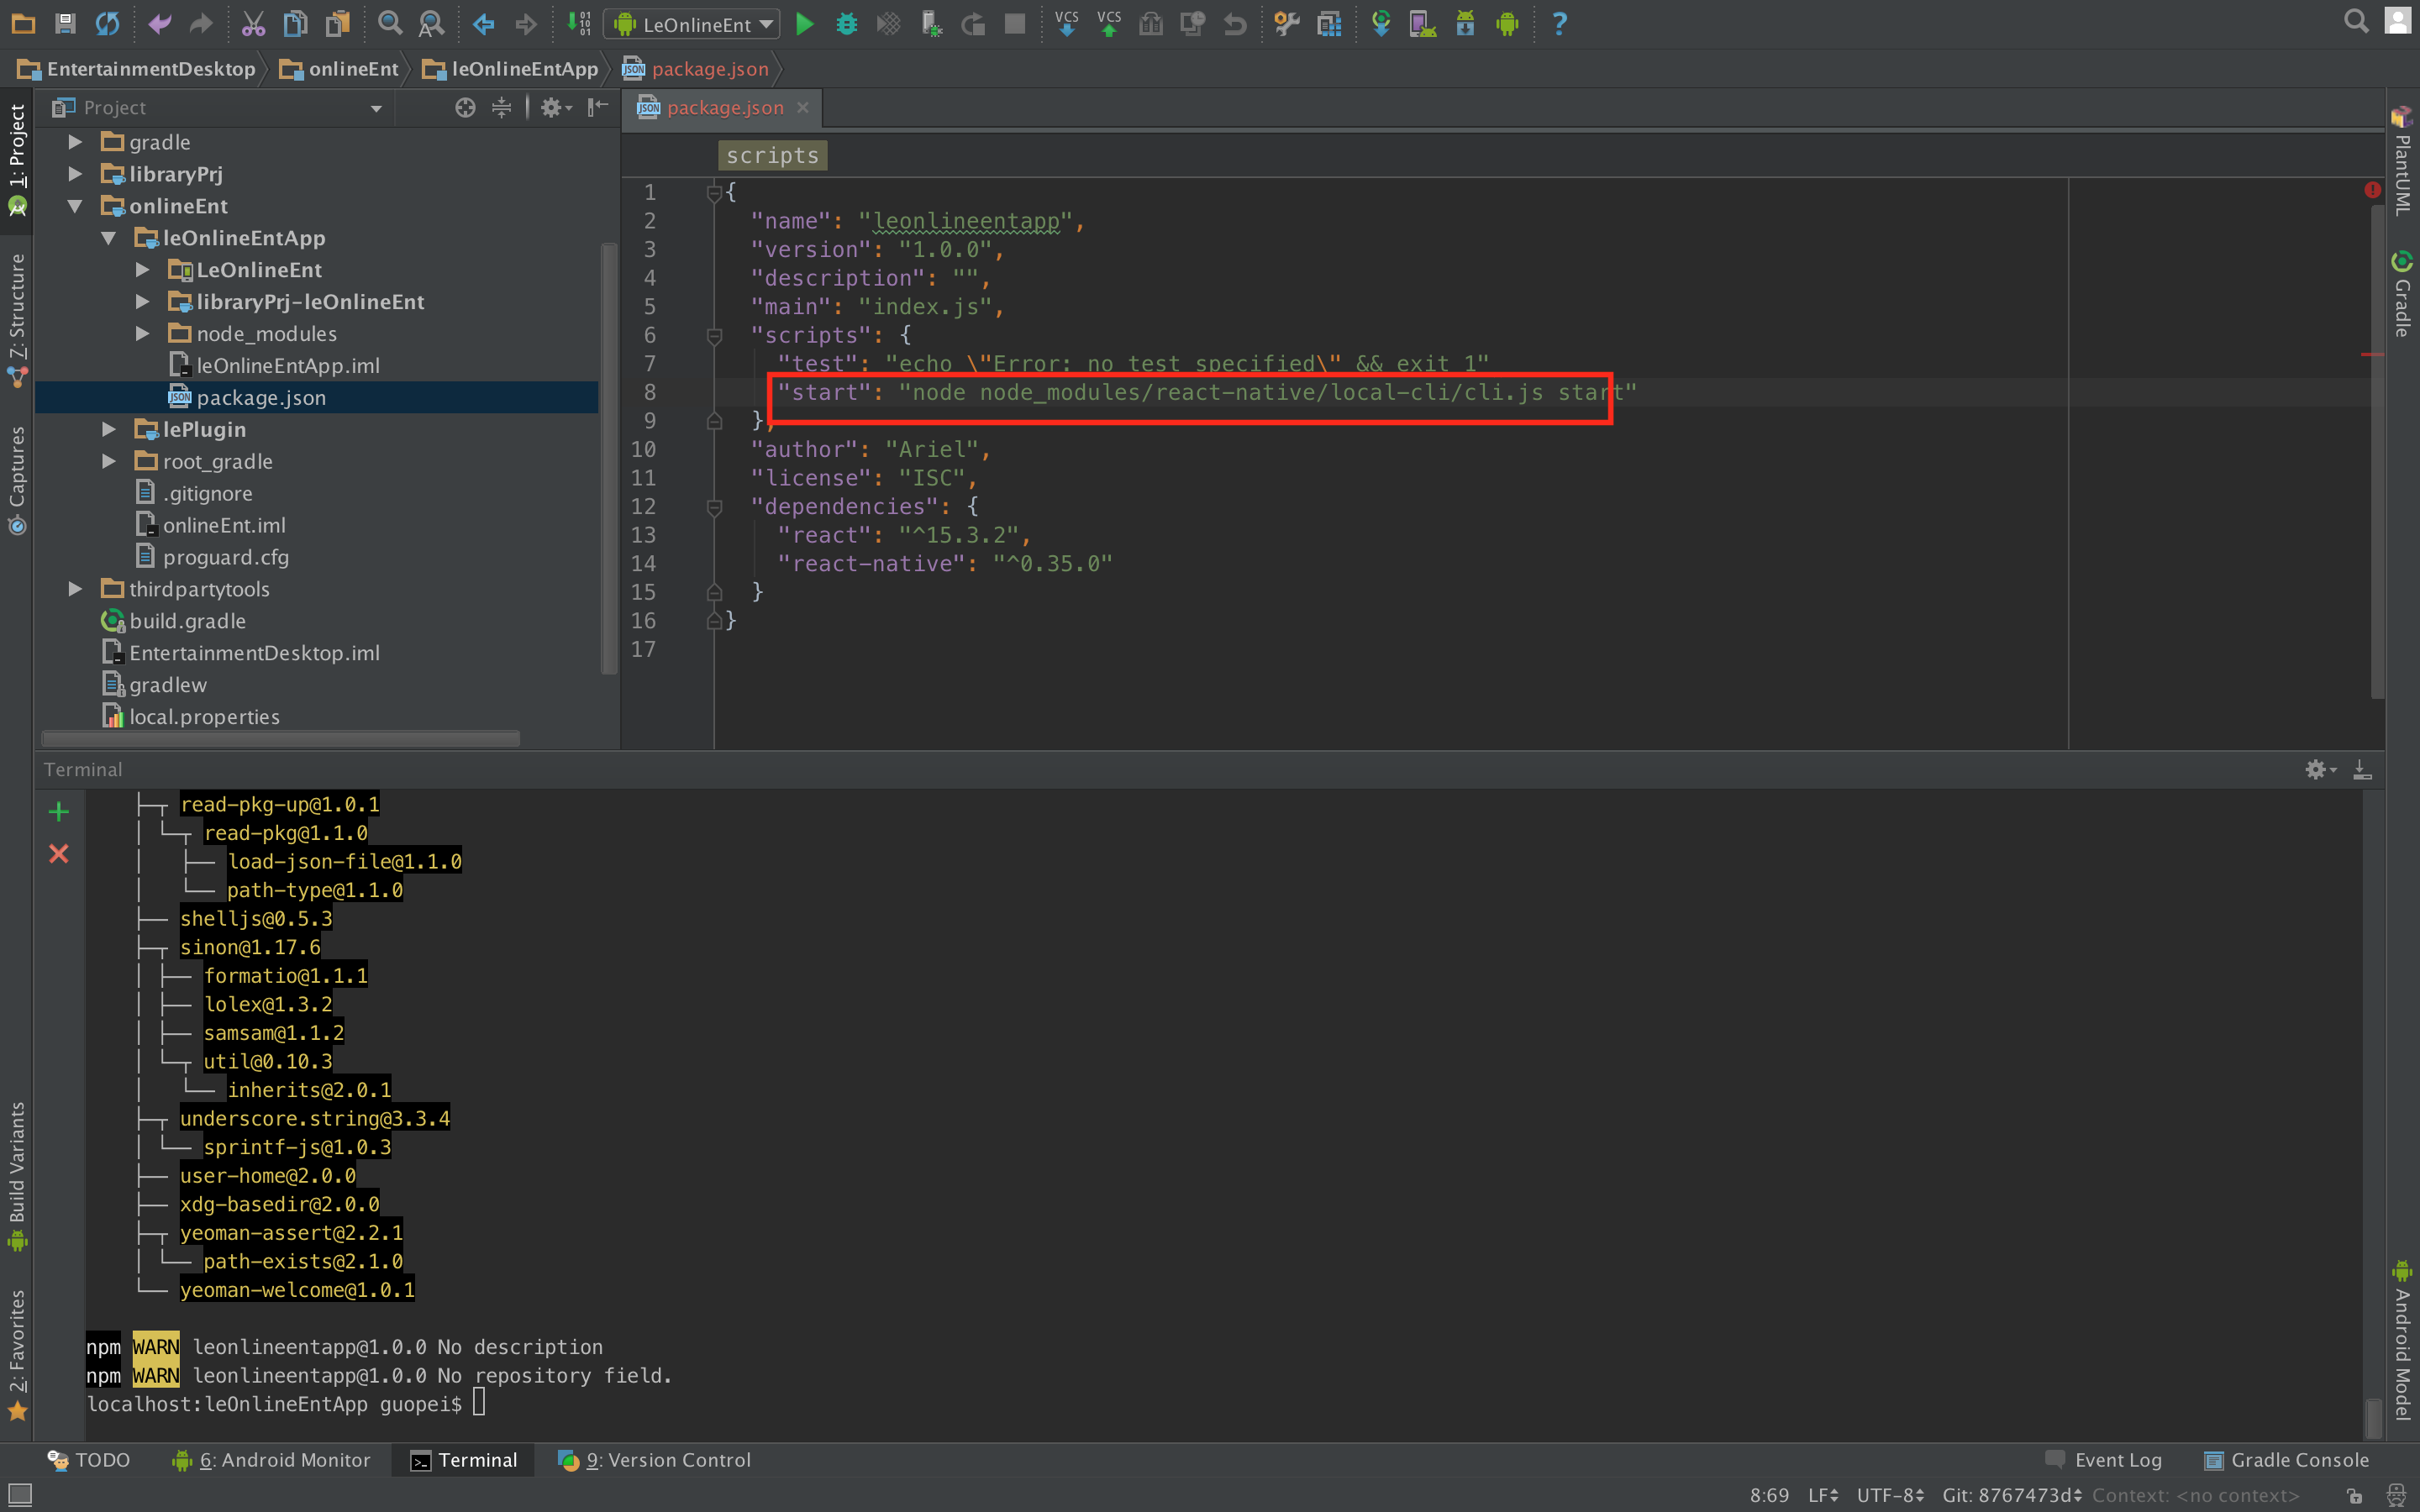 LeOnlineEnt
VCS
VCS
EntertainmentDesktop
onlineEnt
leOnlineEntApp
package.json
Project
package.json
1: Project
7: Structure
Captures
Build Variants
2: Favorites
PlantUML
Gradle
Android Model
gradle
libraryPrj
onlineEnt
leOnlineEntApp
LeOnlineEnt
libraryPrj-leOnlineEnt
node_modules
leOnlineEntApp.iml
package.json
lePlugin
root_gradle
.gitignore
onlineEnt.iml
proguard.cfg
thirdpartytools
build.gradle
EntertainmentDesktop.iml
gradlew
local.properties
scripts
1 {
2 "name": "leonlineentapp",
3 "version": "1.0.0",
4 "description": "",
5 "main": "index.js",
6 "scripts": {
7 "test": "echo \"Error: no test specified\" && exit 1"
8 "start": "node node_modules/react-native/local-cli/cli.js start"
9 },
10 "author": "Ariel",
11 "license": "ISC",
12 "dependencies": {
13 "react": "^15.3.2",
14 "react-native": "^0.35.0"
15 }
16 }
17
Terminal
├─┬ read-pkg-up@1.0.1
│ └─┬ read-pkg@1.1.0
│   ├── load-json-file@1.1.0
│   └── path-type@1.1.0
├── shelljs@0.5.3
├─┬ sinon@1.17.6
│ ├── formatio@1.1.1
│ ├── lolex@1.3.2
│ ├── samsam@1.1.2
│ └─┬ util@0.10.3
│   └── inherits@2.0.1
├─┬ underscore.string@3.3.4
│ └── sprintf-js@1.0.3
├── user-home@2.0.0
├── xdg-basedir@2.0.0
├─┬ yeoman-assert@2.2.1
│ └── path-exists@2.1.0
└── yeoman-welcome@1.0.1
npm WARN leonlineentapp@1.0.0 No description
npm WARN leonlineentapp@1.0.0 No repository field.
localhost:leOnlineEntApp guopei$
TODO
6: Android Monitor
Terminal
9: Version Control
Event Log
Gradle Console
8:69 LF UTF-8 Git: 8767473d Context: <no context>